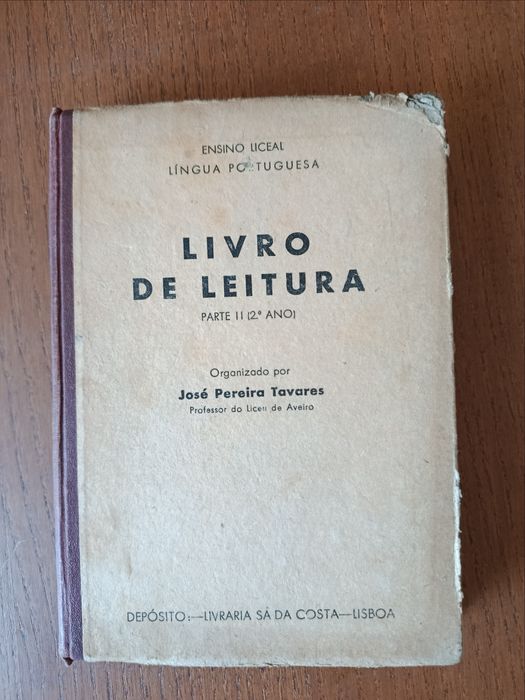 ENSINO LICEAL
LÍNGUA PORTUGUESA
LIVRO
DE LEITURA
PARTE II (2.º ANO)
Organizado por
José Pereira Tavares
Professor do Liceu de Aveiro
DEPÓSITO:—LIVRARIA SÁ DA COSTA—LISBOA